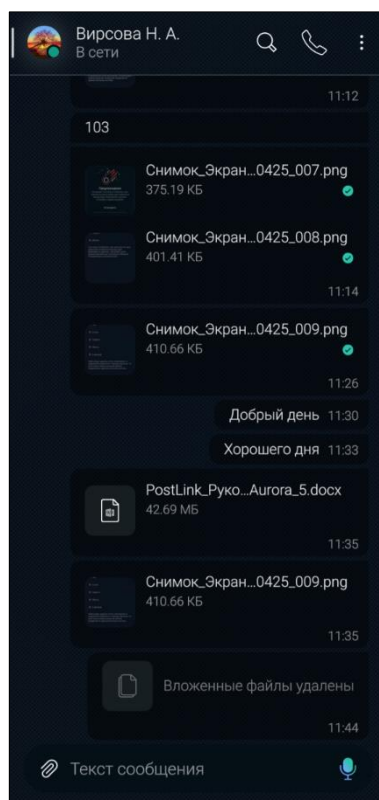 Вирсова Н. А.
В сети
11:12
103
Снимок_Экран...0425_007.png
375.19 КБ
Снимок_Экран...0425_008.png
401.41 КБ
11:14
Снимок_Экран...0425_009.png
410.66 КБ
11:26
Добрый день 11:30
Хорошего дня 11:33
PostLink_Руко...Aurora_5.docx
42.69 МБ
11:35
Снимок_Экран...0425_009.png
410.66 КБ
11:35
Вложенные файлы удалены
11:44
Текст сообщения